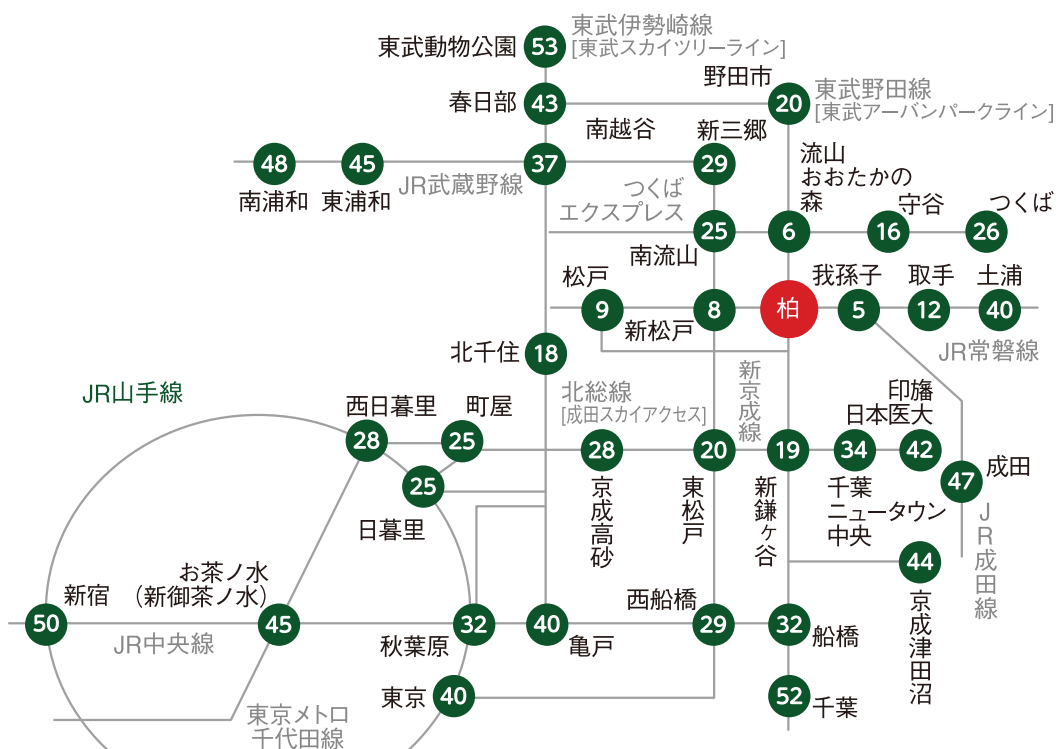 東武動物公園
53
東武伊勢崎線
[東武スカイツリーライン]
春日部
43
野田市
20
東武野田線
[東武アーバンパークライン]
南越谷
新三郷
48
45
37
29
南浦和
東浦和
JR武蔵野線
流山
おおたかの
森
つくば
エクスプレス
守谷
つくば
25
6
16
26
南流山
松戸
我孫子
取手
土浦
9
8
柏
5
12
40
新松戸
JR常磐線
北千住
18
JR山手線
北総線
[成田スカイアクセス]
新京成線
印旛
日本医大
西日暮里
町屋
28
25
28
20
19
34
42
25
日暮里
京成高砂
東松戸
新鎌ヶ谷
千葉
ニュータウン
中央
47
成田
JR成田線
44
京成津田沼
お茶ノ水
(新御茶ノ水)
新宿
50
45
32
40
29
32
JR中央線
秋葉原
亀戸
西船橋
船橋
東京
40
52
千葉
東京メトロ
千代田線